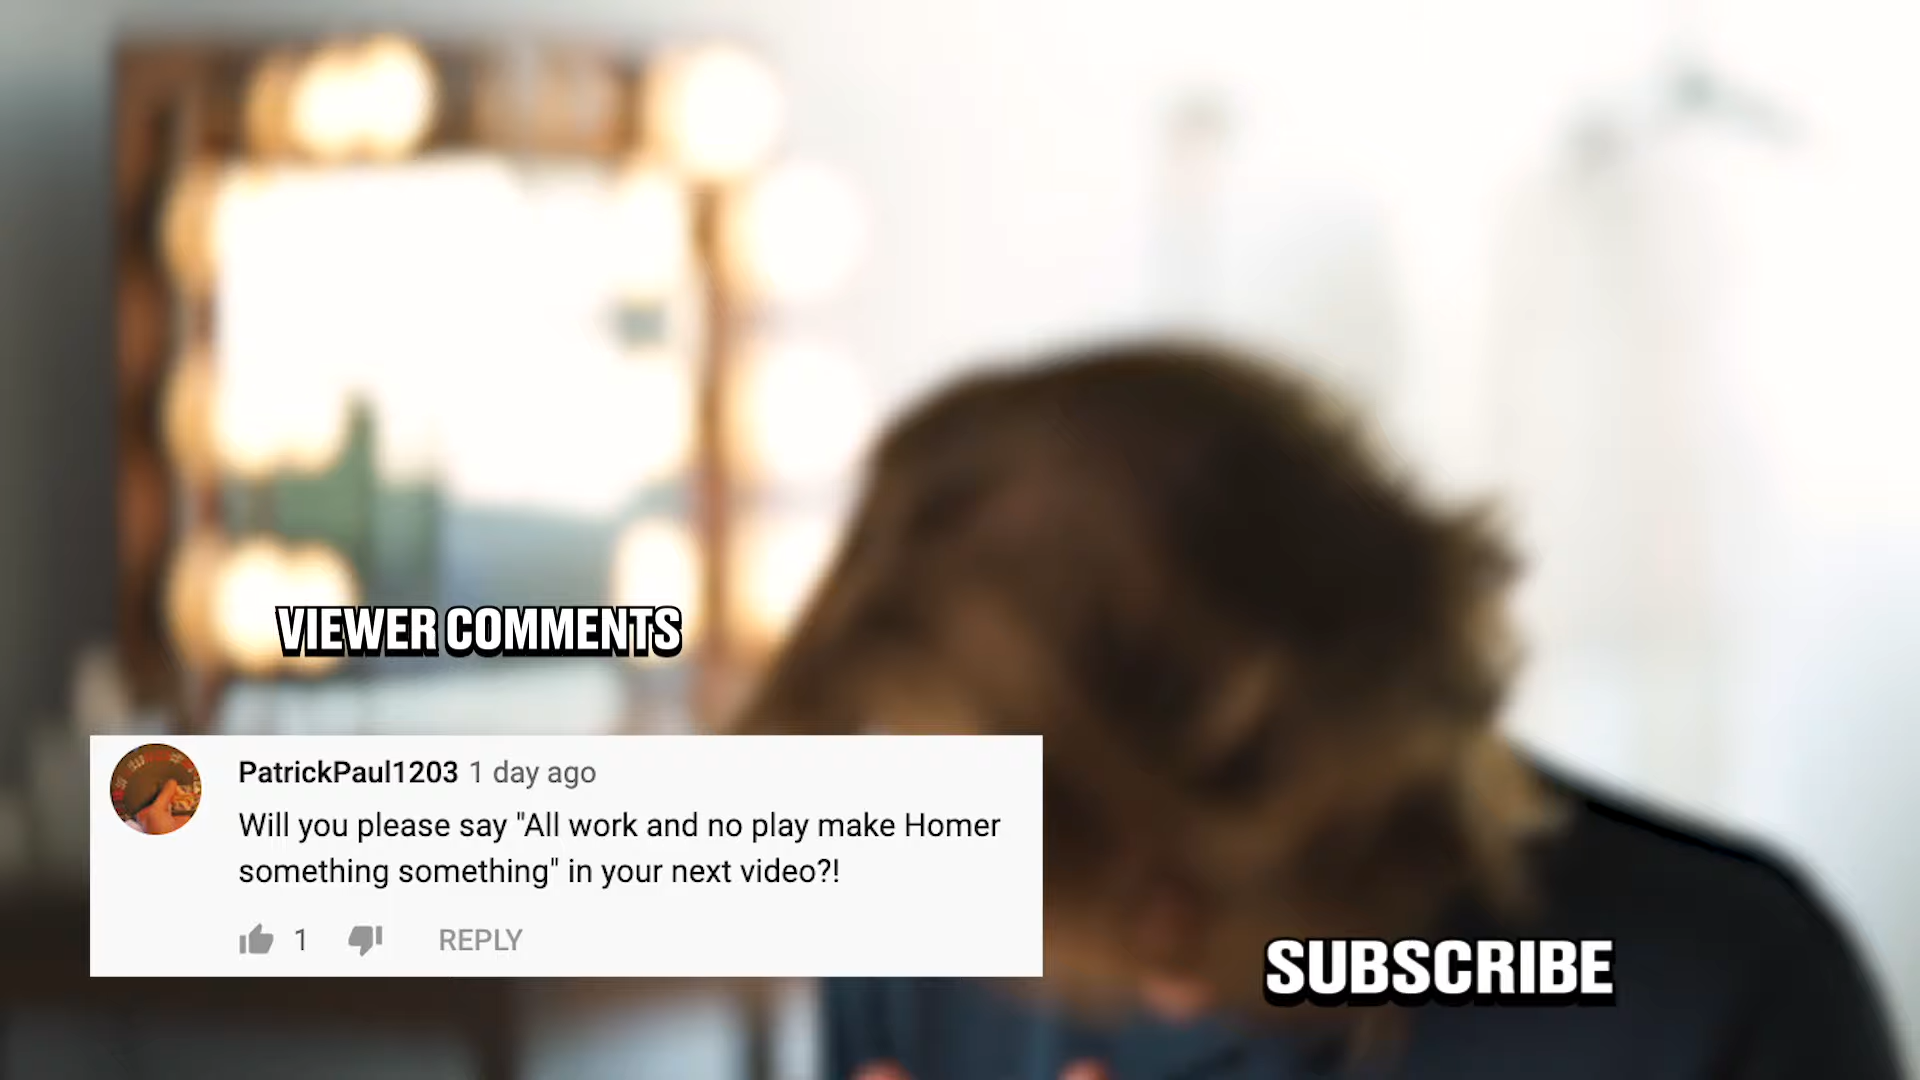 VIEWER COMMENTS
PatrickPaul1203 1 day ago
Will you please say "All work and no play make Homer
something something" in your next video?!
1 REPLY
SUBSCRIBE